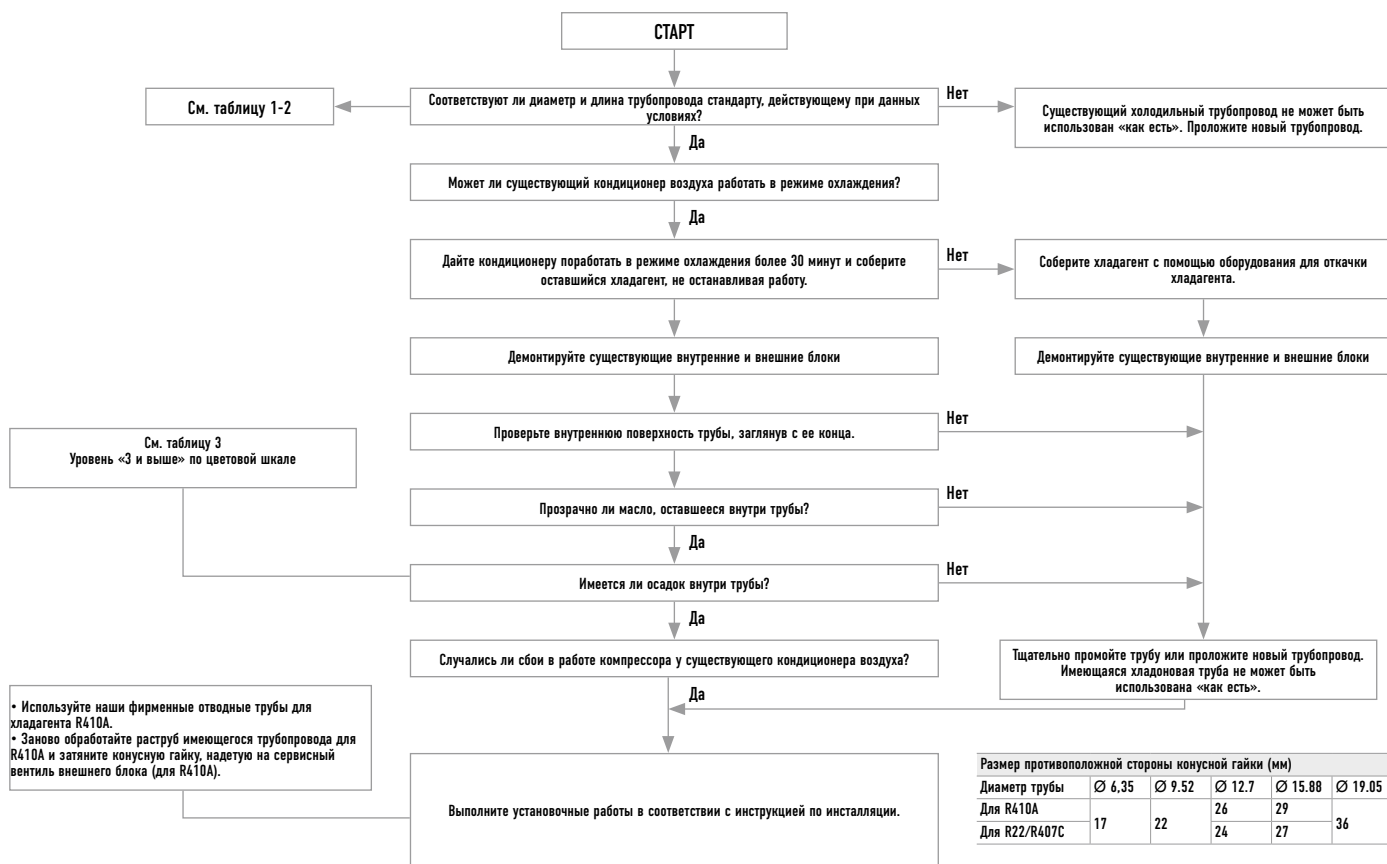 СТАРТ
См. таблицу 1-2
Соответствуют ли диаметр и длина трубопровода стандарту, действующему при данных
условиях?
Нет
Существующий холодильный трубопровод не может быть
использован «как есть». Проложите новый трубопровод.
Да
Может ли существующий кондиционер воздуха работать в режиме охлаждения?
Да
Дайте кондиционеру поработать в режиме охлаждения более 30 минут и соберите
оставшийся хладагент, не останавливая работу.
Нет
Соберите хладагент с помощью оборудования для откачки
хладагента.
Демонтируйте существующие внутренние и внешние блоки
Демонтируйте существующие внутренние и внешние блоки
См. таблицу 3
Уровень «3 и выше» по цветовой шкале
Проверьте внутреннюю поверхность трубы, заглянув с ее конца.
Нет
Прозрачно ли масло, оставшееся внутри трубы?
Нет
Да
Имеется ли осадок внутри трубы?
Нет
Да
Случались ли сбои в работе компрессора у существующего кондиционера воздуха?
Тщательно промойте трубу или проложите новый трубопровод.
Имеющаяся хладоновая труба не может быть
использована «как есть».
Да
• Используйте наши фирменные отводные трубы для
хладагента R410A.
• Заново обработайте раструб имеющегося трубопровода для
R410A и затяните конусную гайку, надетую на сервисный
вентиль внешнего блока (для R410A).
Выполните установочные работы в соответствии с инструкцией по инсталляции.
Размер противоположной стороны конусной гайки (мм)
Диаметр трубы Ø 6,35 Ø 9.52 Ø 12.7 Ø 15.88 Ø 19.05
Для R410A 17 22 26 29 36
Для R22/R407C 24 27